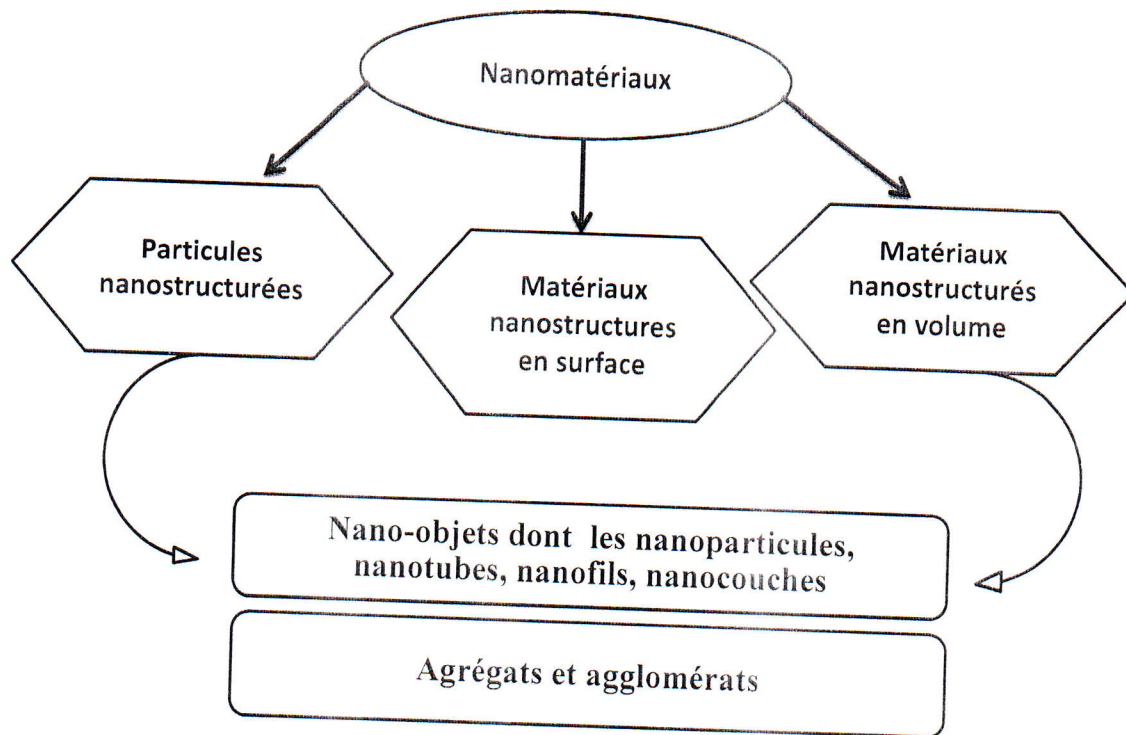 Nanomatériaux
Particules
nanostructurées
Matériaux
nanostructures
en surface
Matériaux
nanostructurés
en volume
Nano-objets dont les nanoparticules,
nanotubes, nanofils, nanocouches
Agrégats et agglomérats